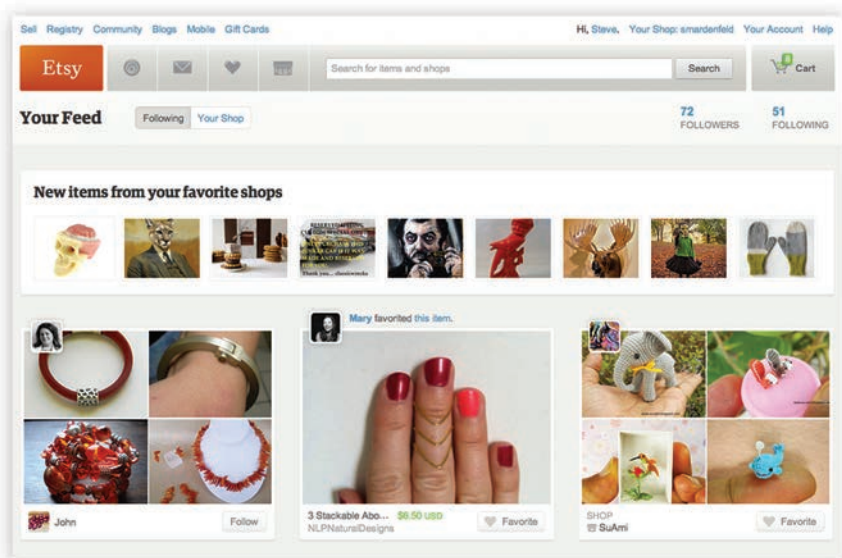 Sell Registry Community Blogs Mobile Gift Cards
Hi, Steve. Your Shop: smardenfeld Your Account Help
Etsy
Search for items and shops
Search
Cart
Your Feed
Following
Your Shop
72
FOLLOWERS
51
FOLLOWING
New items from your favorite shops
Thank you...
Mary favorited this item.
John
Follow
3 Stackable Abo... $6.50 USD
NLPNaturalDesigns
Favorite
SHOP
SuAmi
Favorite